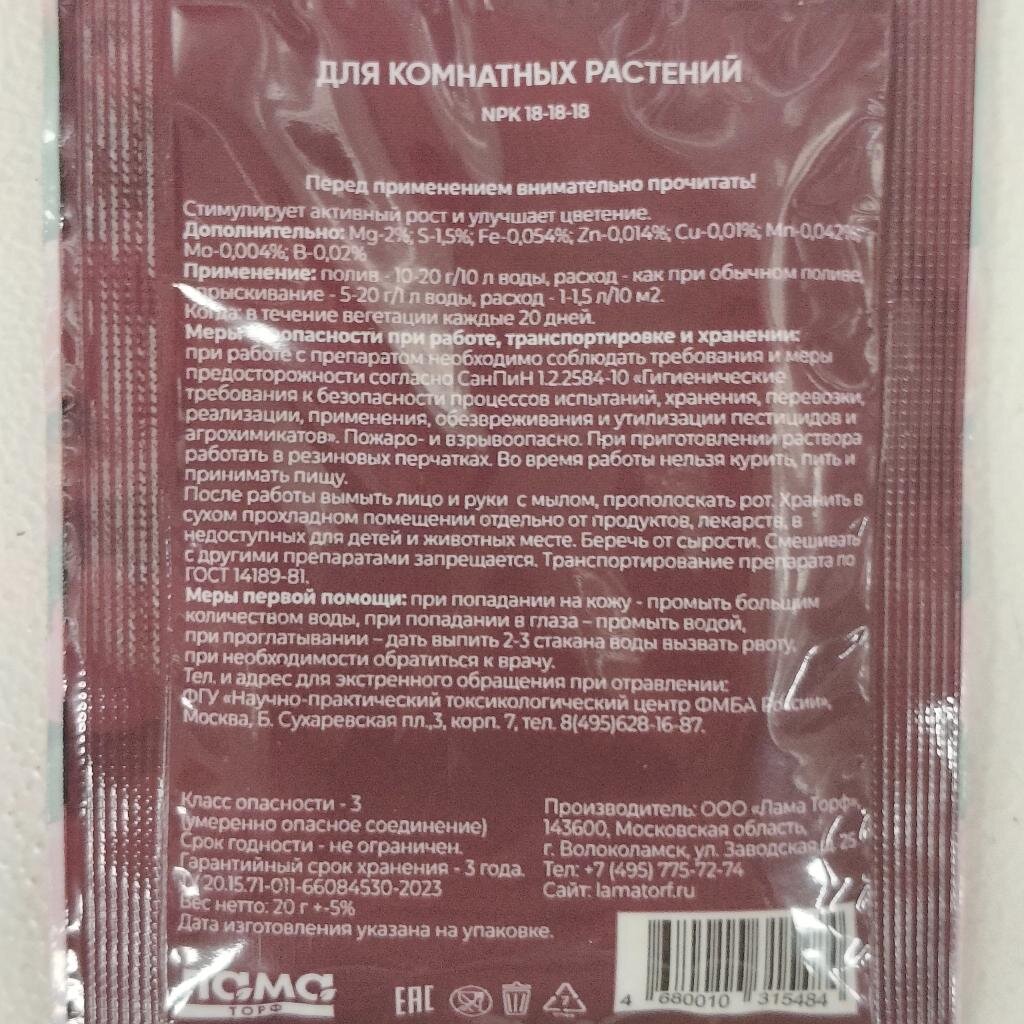 ДЛЯ КОМНАТНЫХ РАСТЕНИЙ
NPK 18-18-18
Перед применением внимательно прочитать!
Стимулирует активный рост и улучшает цветение.
Дополнительно: Mg-2%; S-1,5%; Fe-0,054%; Zn-0,014%; Cu-0,01%; Mn-0,042%;
Mo-0,004%; B-0,02%
Применение: полив - 10-20 г/10 л воды, расход - как при обычном поливе,
прыскивание - 5-20 г/1 л воды, расход - 1-1,5 л/10 м2.
Когда: в течение вегетации каждые 20 дней.
Меры безопасности при работе, транспортировке и хранении:
при работе с препаратом необходимо соблюдать требования и меры
предосторожности согласно СанПиН 1.2.2584-10 «Гигиенические
требования к безопасности процессов испытаний, хранения, перевозки,
реализации, применения, обезвреживания и утилизации пестицидов и
агрохимикатов». Пожаро- и взрывоопасно. При приготовлении раствора
работать в резиновых перчатках. Во время работы нельзя курить, пить и
принимать пищу.
После работы вымыть лицо и руки с мылом, прополоскать рот. Хранить в
сухом прохладном помещении отдельно от продуктов, лекарств, в
недоступных для детей и животных месте. Беречь от сырости. Смешивать
с другими препаратами запрещается. Транспортирование препарата по
ГОСТ 14189-81.
Меры первой помощи: при попадании на кожу - промыть большим
количеством воды, при попадании в глаза – промыть водой,
при проглатывании – дать выпить 2-3 стакана воды вызвать рвоту,
при необходимости обратиться к врачу.
Тел. и адрес для экстренного обращения при отравлении:
ФГУ «Научно-практический токсикологический центр ФМБА России»,
Москва, Б. Сухаревская пл.,3, корп. 7, тел. 8(495)628-16-87.
Класс опасности - 3
(умеренно опасное соединение)
Срок годности - не ограничен.
Гарантийный срок хранения - 3 года.
ТУ 20.15.71-011-66084530-2023
Вес нетто: 20 г +-5%
Дата изготовления указана на упаковке.
Производитель: ООО «Лама Торф»,
143600, Московская область,
г. Волоколамск, ул. Заводская, 25
Тел: +7 (495) 775-72-74
Сайт: lamatorf.ru
лама
ТОРФ
EAC
7
4 680010 315484